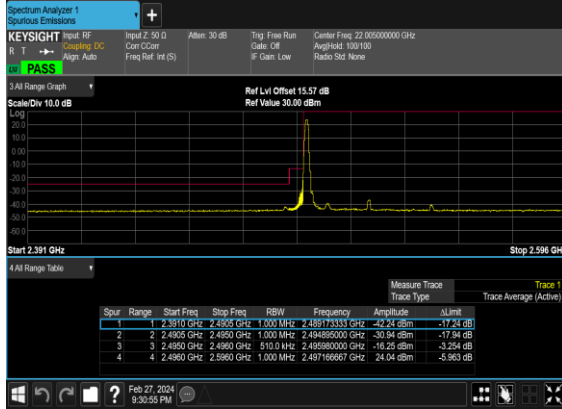 Spectrum Analyzer 1
Spurious Emissions
+
KEYSIGHT Input: RF Input Z: 50 Ω Atten: 30 dB Trig: Free Run Center Freq: 22.005000000 GHz
R T Coupling: DC Corr CCorr Gate: Off Avg|Hold: 100/100
Align: Auto Freq Ref: Int (S) IF Gain: Low Radio Std: None
PASS
3 All Range Graph
Ref Lvl Offset 15.57 dB
Scale/Div 10.0 dB Ref Value 30.00 dBm
Log
20.0
10.0
0.00
-10.0
-20.0
-30.0
-40.0
-50.0
-60.0
Start 2.391 GHz Stop 2.596 GH
4 All Range Table
Measure Trace Trace 1
Trace Type Trace Average (Active)
Spur Range Start Freq Stop Freq RBW Frequency Amplitude ΔLimit
1 1 2.3910 GHz 2.4905 GHz 1.000 MHz 2.489173333 GHz -42.24 dBm -17.24 dB
2 2 2.4905 GHz 2.4950 GHz 1.000 MHz 2.494895000 GHz -30.94 dBm -17.94 dB
3 3 2.4950 GHz 2.4960 GHz 510.0 kHz 2.495980000 GHz -16.25 dBm -3.254 dB
4 4 2.4960 GHz 2.5960 GHz 1.000 MHz 2.497166667 GHz 24.04 dBm -5.963 dB
? Feb 27, 2024
9:30:55 PM